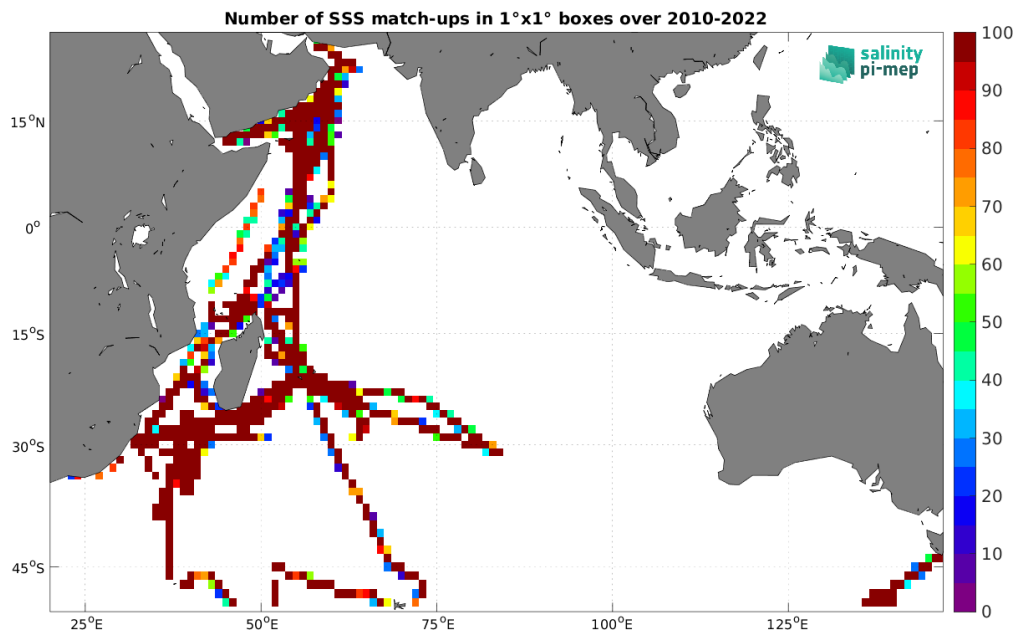 Number of SSS match-ups in 1°x1° boxes over 2010-2022
salinity
pi-mep
100
90
80
70
60
50
40
30
20
10
0
15°N
0°
15°S
30°S
45°S
25°E
50°E
75°E
100°E
125°E